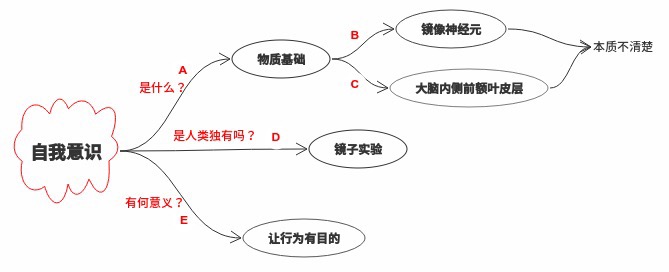 B
镜像神经元
A
物质基础
本质不清楚
是什么？
C
大脑内侧前额叶皮层
是人类独有吗？ D
自我意识
镜子实验
有何意义？
E
让行为有目的